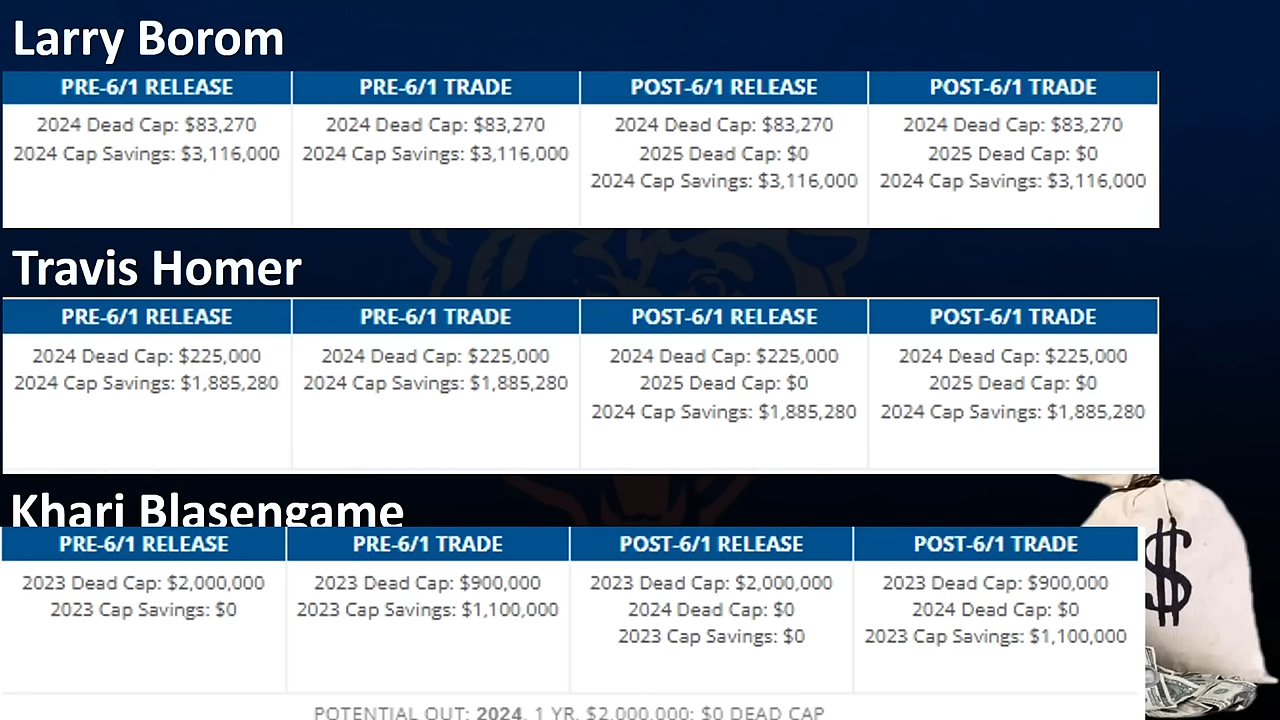 Larry Borom
PRE-6/1 RELEASE PRE-6/1 TRADE POST-6/1 RELEASE POST-6/1 TRADE
2024 Dead Cap: $83,270 2024 Dead Cap: $83,270 2024 Dead Cap: $83,270 2024 Dead Cap: $83,270
2024 Cap Savings: $3,116,000 2024 Cap Savings: $3,116,000 2025 Dead Cap: $0 2025 Dead Cap: $0
2024 Cap Savings: $3,116,000 2024 Cap Savings: $3,116,000
Travis Homer
PRE-6/1 RELEASE PRE-6/1 TRADE POST-6/1 RELEASE POST-6/1 TRADE
2024 Dead Cap: $225,000 2024 Dead Cap: $225,000 2024 Dead Cap: $225,000 2024 Dead Cap: $225,000
2024 Cap Savings: $1,885,280 2024 Cap Savings: $1,885,280 2025 Dead Cap: $0 2025 Dead Cap: $0
2024 Cap Savings: $1,885,280 2024 Cap Savings: $1,885,280
Khari Blasengame
PRE-6/1 RELEASE PRE-6/1 TRADE POST-6/1 RELEASE POST-6/1 TRADE
2023 Dead Cap: $2,000,000 2023 Dead Cap: $900,000 2023 Dead Cap: $2,000,000 2023 Dead Cap: $900,000
2023 Cap Savings: $0 2023 Cap Savings: $1,100,000 2024 Dead Cap: $0 2024 Dead Cap: $0
2023 Cap Savings: $0 2023 Cap Savings: $1,100,000
POTENTIAL OUT: 2024, 1 YR, $2,000,000; $0 DEAD CAP
$